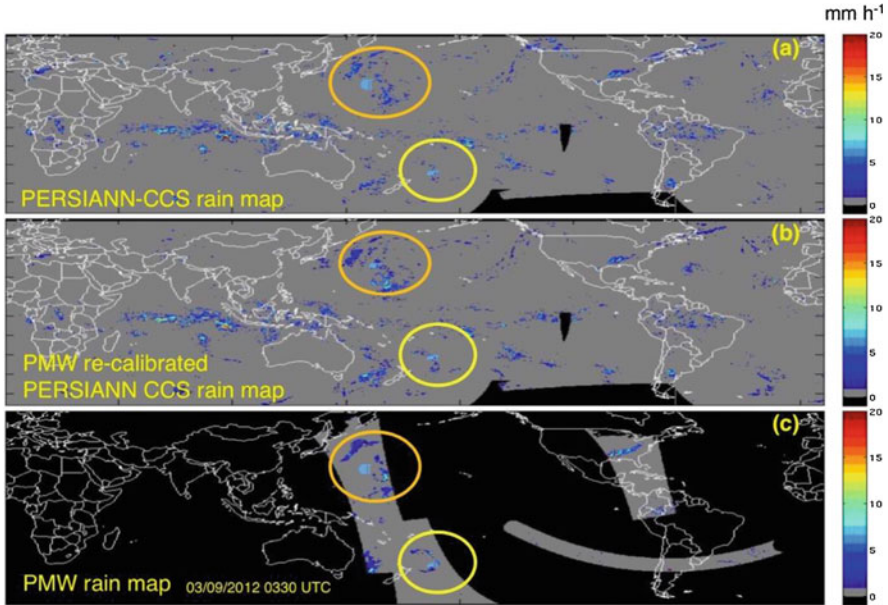 mm h⁻¹
(a)
20
15
10
5
0
PERSIANN-CCS rain map
(b)
20
15
10
5
0
PMW re-calibrated
PERSIANN CCS rain map
(c)
20
15
10
5
0
PMW rain map 03/09/2012 0330 UTC